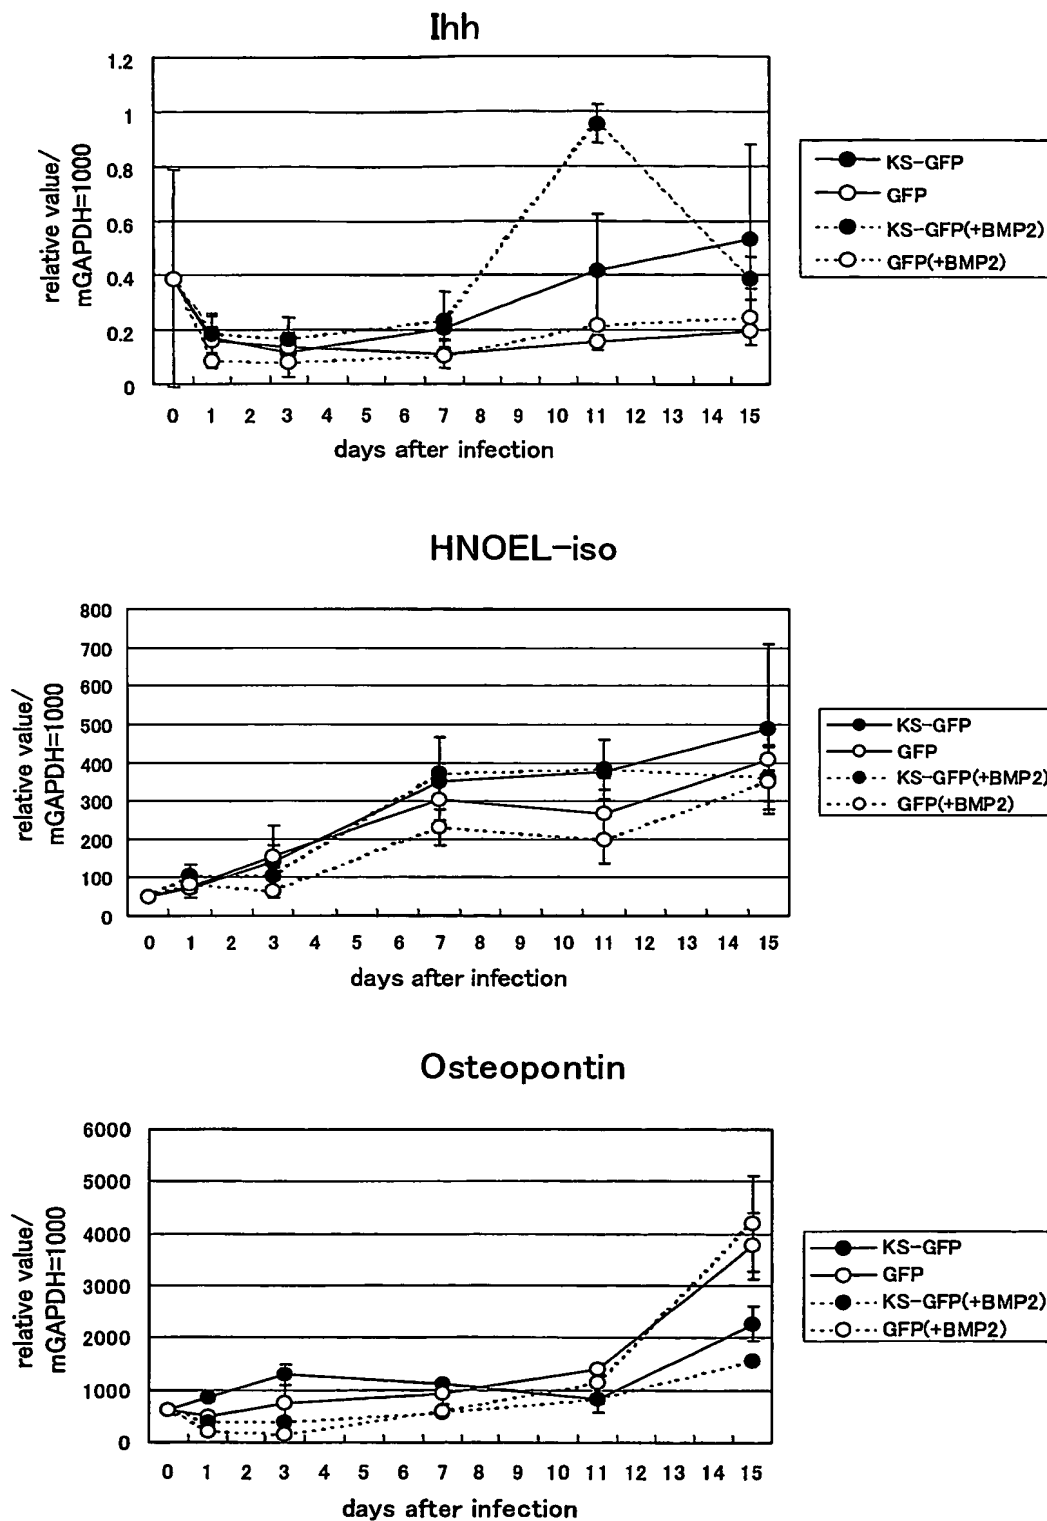 Ihh
relative value/
mGAPDH=1000
1.2
1
0.8
0.6
0.4
0.2
0
0 1 2 3 4 5 6 7 8 9 10 11 12 13 14 15
days after infection
KS-GFP
GFP
KS-GFP(+BMP2)
GFP(+BMP2)
HNOEL-iso
relative value/
mGAPDH=1000
800
700
600
500
400
300
200
100
0
0 1 2 3 4 5 6 7 8 9 10 11 12 13 14 15
days after infection
KS-GFP
GFP
KS-GFP(+BMP2)
GFP(+BMP2)
Osteopontin
relative value/
mGAPDH=1000
6000
5000
4000
3000
2000
1000
0
0 1 2 3 4 5 6 7 8 9 10 11 12 13 14 15
days after infection
KS-GFP
GFP
KS-GFP(+BMP2)
GFP(+BMP2)